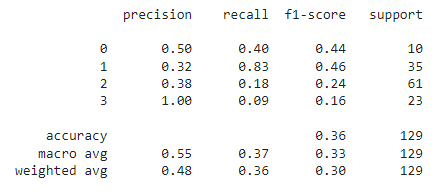 precision recall f1-score support
0 0.50 0.40 0.44 10
1 0.32 0.83 0.46 35
2 0.38 0.18 0.24 61
3 1.00 0.09 0.16 23
accuracy 0.36 129
macro avg 0.55 0.37 0.33 129
weighted avg 0.48 0.36 0.30 129